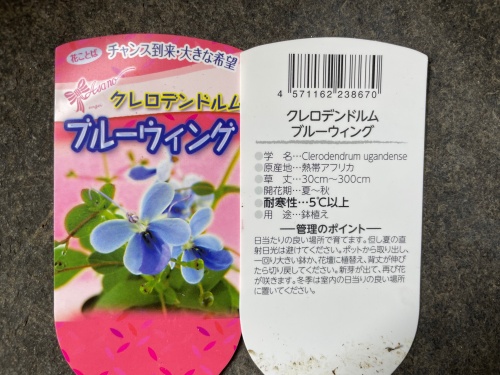 花ことば
チャンス到来・大きな希望
Asano
クレロデンドルム
ブルーウィング
4 571162 238670
クレロデンドルム
ブルーウィング
学 名…Clerodendrum ugandense
原産地…熱帯アフリカ
草 丈…30cm～300cm
開花期…夏～秋
耐寒性…5℃以上
用 途…鉢植え
管理のポイント
日当たりの良い場所で育てます。但し夏の直
射日光は避けてください。ポットから取り出し、
一回り大きい鉢か、花壇に植替え、背丈が伸び
たら切り戻してください。新芽が出て、再び花
が咲きます。冬季は室内の日当り良い場所
に置いてください。